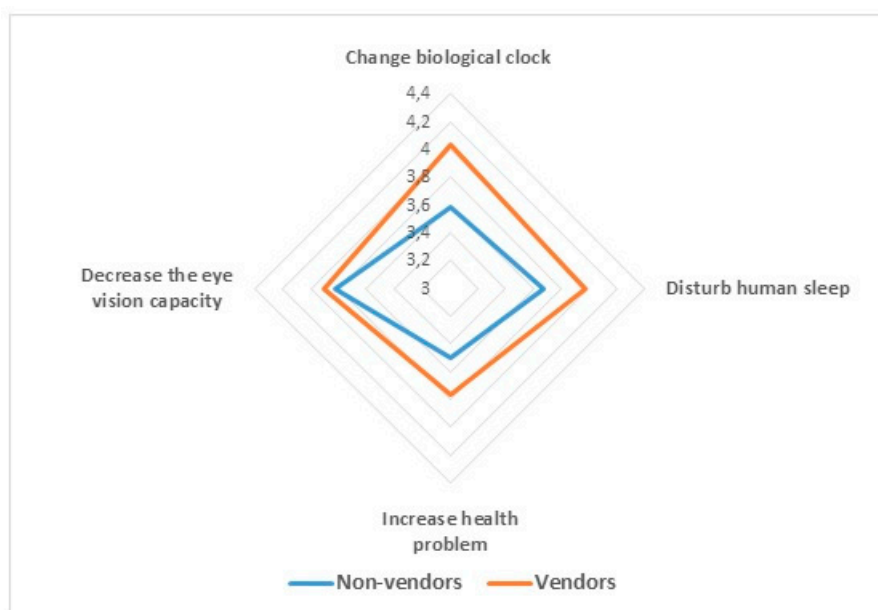 Change biological clock
4,4
4,2
4
3,8
3,6
3,4
3,2
3
Decrease the eye
vision capacity
Disturb human sleep
Increase health
problem
Non-vendors
Vendors